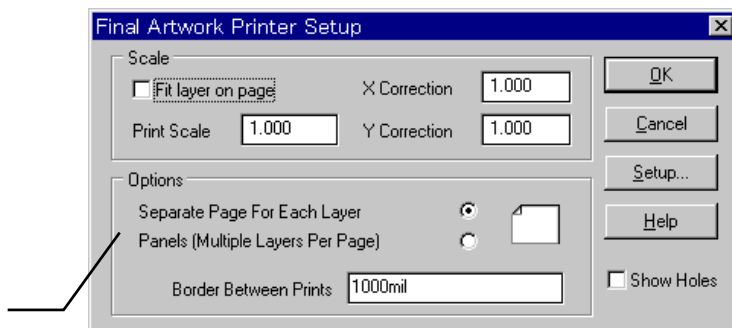 Final Artwork Printer Setup
Scale
Fit layer on page
X Correction 1.000
Print Scale 1.000
Y Correction 1.000
OK
Cancel
Setup...
Help
Options
Separate Page For Each Layer
Panels (Multiple Layers Per Page)
Border Between Prints 1000mil
Show Holes